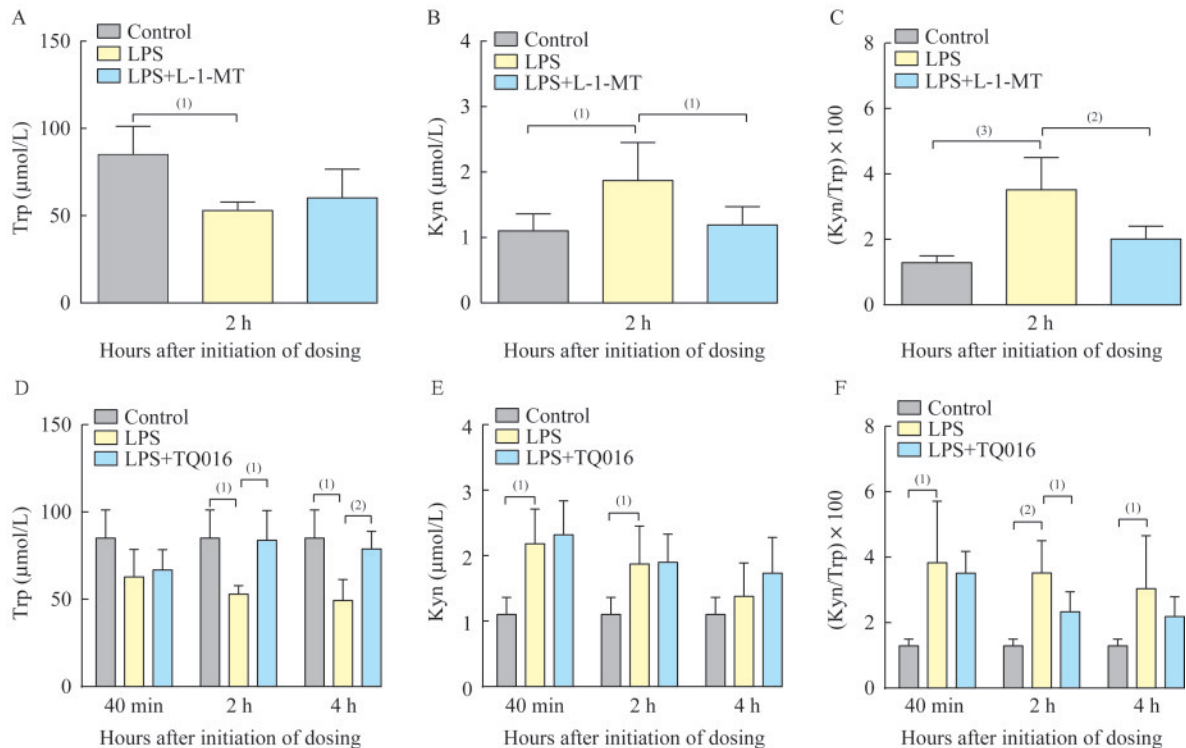 A
Control
LPS
LPS+L-1-MT
150
100
50
0
Trp (µmol/L)
(1)
2 h
Hours after initiation of dosing
B
Control
LPS
LPS+L-1-MT
4
3
2
1
0
Kyn (µmol/L)
(1)
(1)
2 h
Hours after initiation of dosing
C
Control
LPS
LPS+L-1-MT
8
6
4
2
0
(Kyn/Trp) × 100
(3)
(2)
2 h
Hours after initiation of dosing
D
Control
LPS
LPS+TQ016
150
100
50
0
Trp (µmol/L)
(1)
(1)
(1)
(2)
40 min
2 h
4 h
Hours after initiation of dosing
E
Control
LPS
LPS+TQ016
4
3
2
1
0
Kyn (µmol/L)
(1)
(1)
40 min
2 h
4 h
Hours after initiation of dosing
F
Control
LPS
LPS+TQ016
8
6
4
2
0
(Kyn/Trp) × 100
(1)
(2)
(1)
(1)
40 min
2 h
4 h
Hours after initiation of dosing